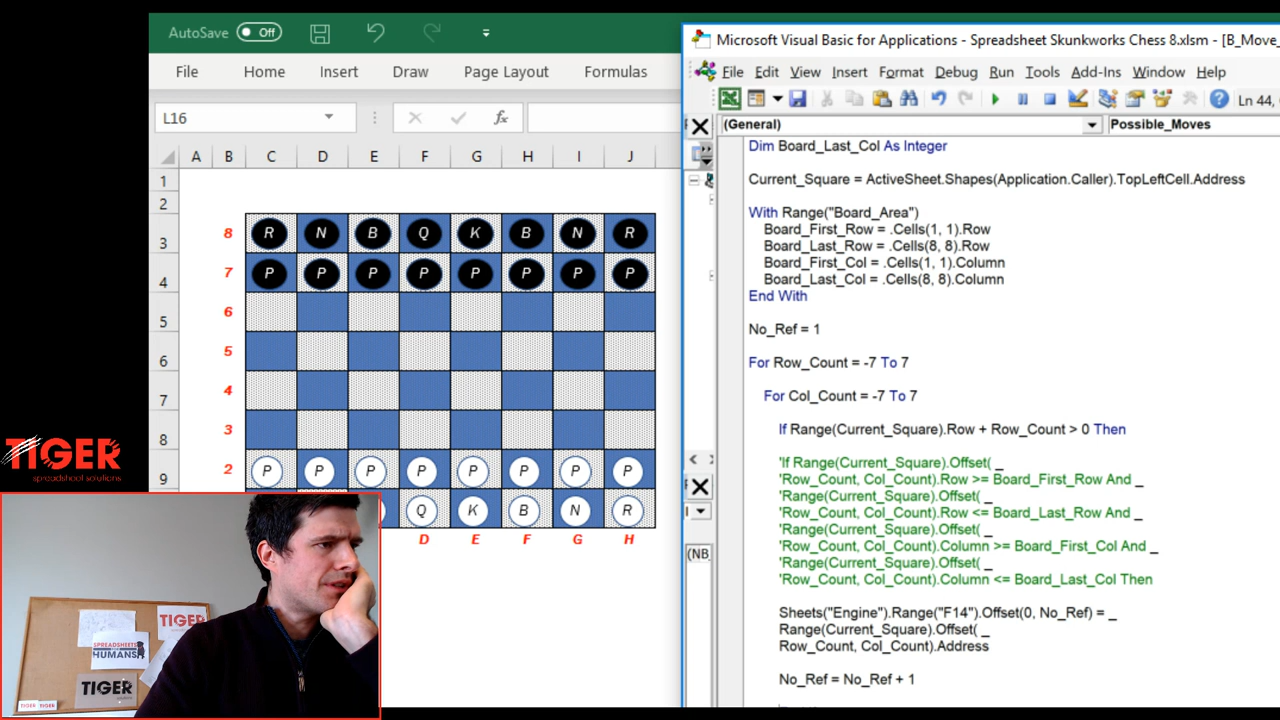 AutoSave Off
File Home Insert Draw Page Layout Formulas
L16 fx
A B C D E F G H I J
1
2
3 8 R N B Q K B N R
4 7 P P P P P P P P
5 6
6 5
7 4
8 3
9 2 P P P P P P P P
Q K B N R
D E F G H
TIGER
spreadsheet solutions
TIGER
SPREADSHEETS
HUMANS
TIGER
TIGER TIGER
Microsoft Visual Basic for Applications - Spreadsheet Skunkworks Chess 8.xlsm - [B_Move_
File Edit View Insert Format Debug Run Tools Add-Ins Window Help
Ln 44,
(General) Possible_Moves
Dim Board_Last_Col As Integer
Current_Square = ActiveSheet.Shapes(Application.Caller).TopLeftCell.Address
With Range("Board_Area")
Board_First_Row = .Cells(1, 1).Row
Board_Last_Row = .Cells(8, 8).Row
Board_First_Col = .Cells(1, 1).Column
Board_Last_Col = .Cells(8, 8).Column
End With
No_Ref = 1
For Row_Count = -7 To 7
For Col_Count = -7 To 7
If Range(Current_Square).Row + Row_Count > 0 Then
'If Range(Current_Square).Offset( _
'Row_Count, Col_Count).Row >= Board_First_Row And _
'Range(Current_Square).Offset( _
'Row_Count, Col_Count).Row <= Board_Last_Row And _
'Range(Current_Square).Offset( _
'Row_Count, Col_Count).Column >= Board_First_Col And _
'Range(Current_Square).Offset( _
'Row_Count, Col_Count).Column <= Board_Last_Col Then
Sheets("Engine").Range("F14").Offset(0, No_Ref) = _
Range(Current_Square).Offset( _
Row_Count, Col_Count).Address
No_Ref = No_Ref + 1
(NB